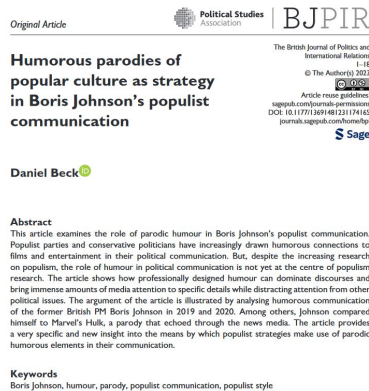 Original Article
Political Studies
Association
BJPIR
Humorous parodies of
popular culture as strategy
in Boris Johnson's populist
communication
The British Journal of Politics and
International Relations
1–18
© The Author(s) 2023
Article reuse guidelines:
sagepub.com/journals-permissions
DOI: 10.1177/13691481231174165
journals.sagepub.com/home/bpi
Sage
Daniel Beck
Abstract
This article examines the role of parodic humour in Boris Johnson's populist communication.
Populist parties and conservative politicians have increasingly drawn humorous connections to
films and entertainment in their political communication. But, despite the increasing research
on populism, the role of humour in political communication is not yet at the centre of populism
research. The article shows how professionally designed humour can dominate discourses and
bring immense amounts of media attention to specific details while distracting attention from other
political issues. The argument of the article is illustrated by analysing humorous communication
of the former British PM Boris Johnson in 2019 and 2020. Among others, Johnson compared
himself to Marvel's Hulk, a parody that echoed through the news media. The article provides
a very specific and new insight into the means by which populist strategies make use of parodic
humorous elements in their communication.
Keywords
Boris Johnson, humour, parody, populist communication, populist style